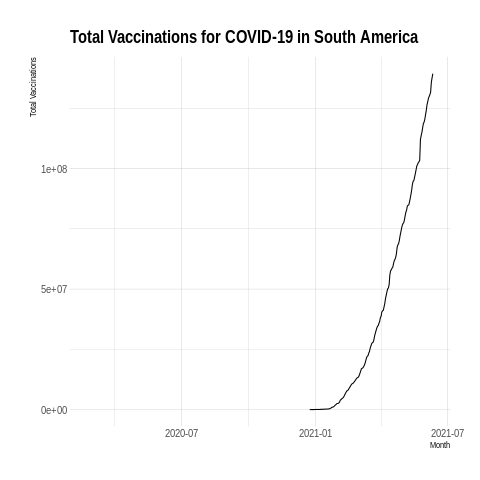 Total Vaccinations for COVID-19 in South America
Total Vaccinations
1e+08
5e+07
0e+00
2020-07
2021-01
2021-07
Month